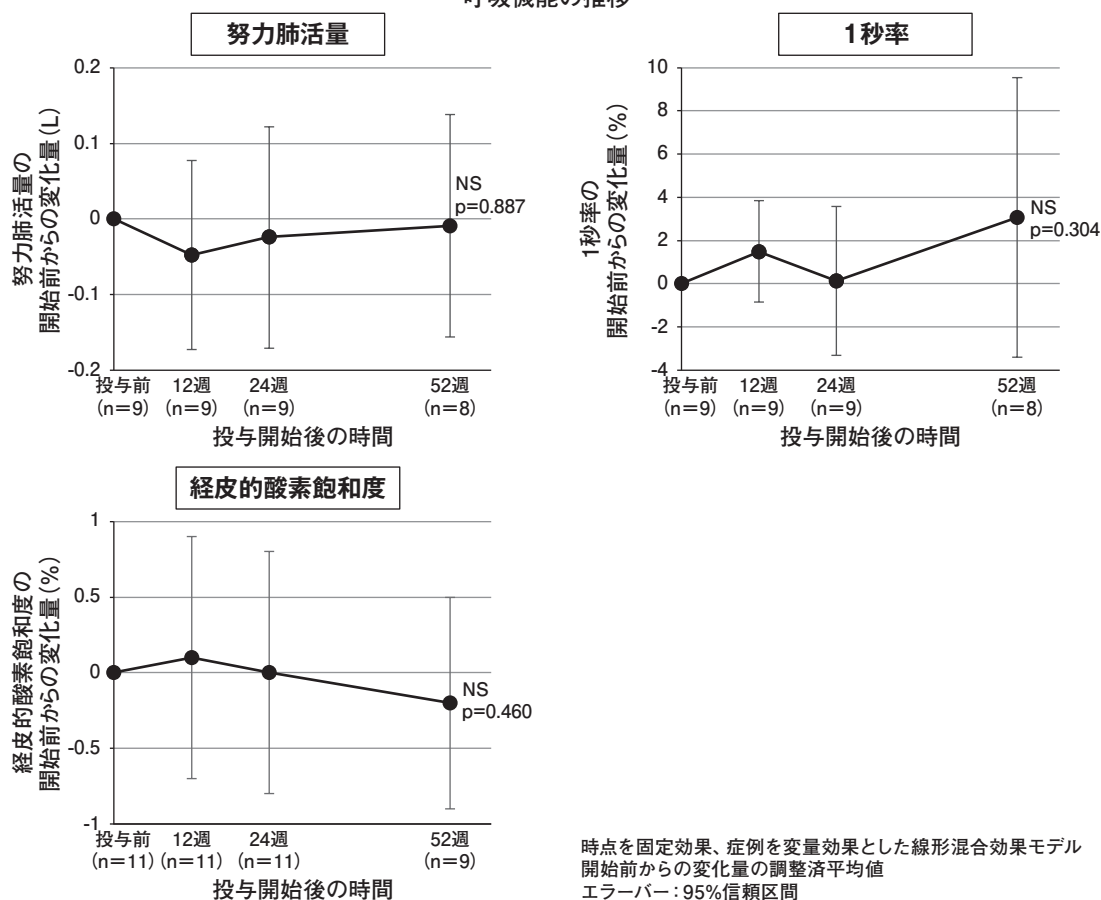 呼吸機能の推移
努力肺活量
努力肺活量の
開始前からの変化量(L)
0.2
0.1
0
-0.1
-0.2
NS
p=0.887
投与前 12週 24週 52週
(n=9) (n=9) (n=9) (n=8)
投与開始後の時間
1秒率
1秒率の
開始前からの変化量(%)
10
8
6
4
2
0
-2
-4
NS
p=0.304
投与前 12週 24週 52週
(n=9) (n=9) (n=9) (n=8)
投与開始後の時間
経皮的酸素飽和度
経皮的酸素飽和度の
開始前からの変化量(%)
1
0.5
0
-0.5
-1
NS
p=0.460
投与前 12週 24週 52週
(n=11) (n=11) (n=11) (n=9)
投与開始後の時間
時点を固定効果、症例を変量効果とした線形混合効果モデル
開始前からの変化量の調整済平均値
エラーバー:95%信頼区間